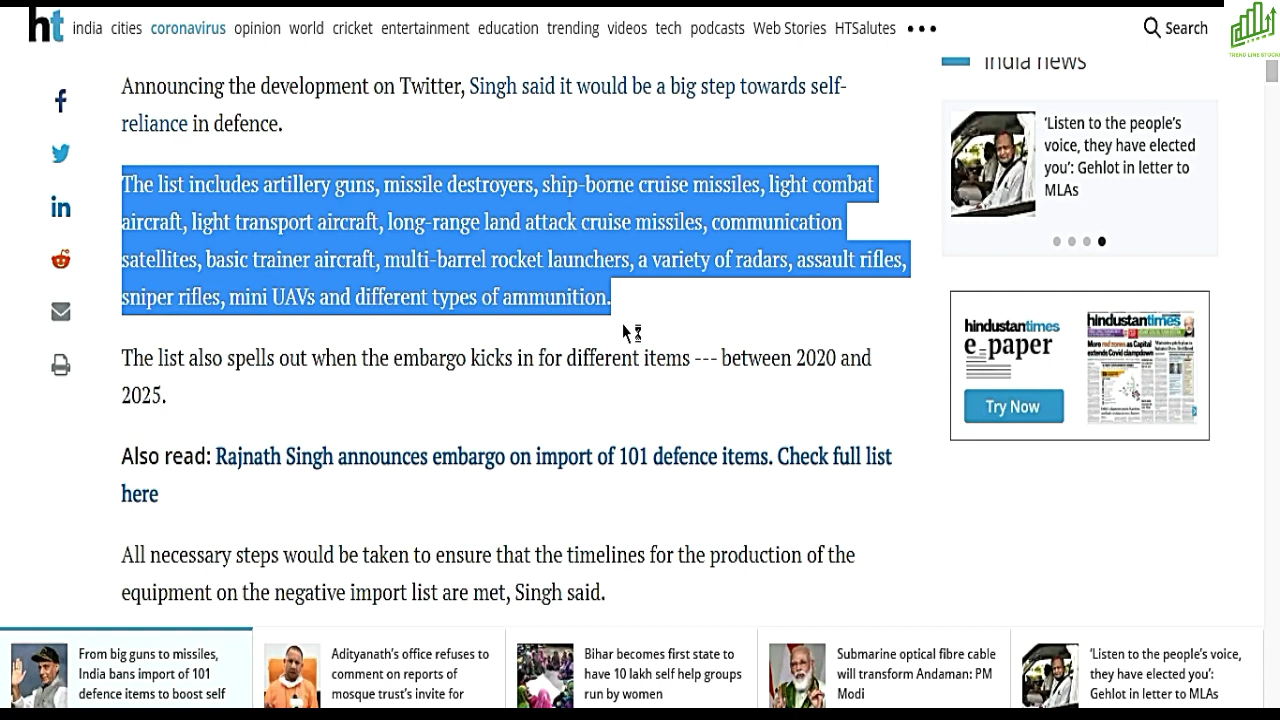 ht
india cities coronavirus opinion world cricket entertainment education trending videos tech podcasts Web Stories HTSalutes ••• Search
TREND LINE STOCKS
india news
Announcing the development on Twitter, Singh said it would be a big step towards self-
reliance in defence.
The list includes artillery guns, missile destroyers, ship-borne cruise missiles, light combat
aircraft, light transport aircraft, long-range land attack cruise missiles, communication
satellites, basic trainer aircraft, multi-barrel rocket launchers, a variety of radars, assault rifles,
sniper rifles, mini UAVs and different types of ammunition.
The list also spells out when the embargo kicks in for different items --- between 2020 and
2025.
Also read: Rajnath Singh announces embargo on import of 101 defence items. Check full list
here
All necessary steps would be taken to ensure that the timelines for the production of the
equipment on the negative import list are met, Singh said.
‘Listen to the people’s
voice, they have elected
you’: Gehlot in letter to
MLAs
hindustantimes
e-paper
Try Now
hindustantimes
More red zones as Capital
extends Covid clampdown
From big guns to missiles,
India bans import of 101
defence items to boost self
Adityanath’s office refuses to
comment on reports of
mosque trust’s invite for
Bihar becomes first state to
have 10 lakh self help groups
run by women
Submarine optical fibre cable
will transform Andaman: PM
Modi
‘Listen to the people’s voice,
they have elected you’:
Gehlot in letter to MLAs